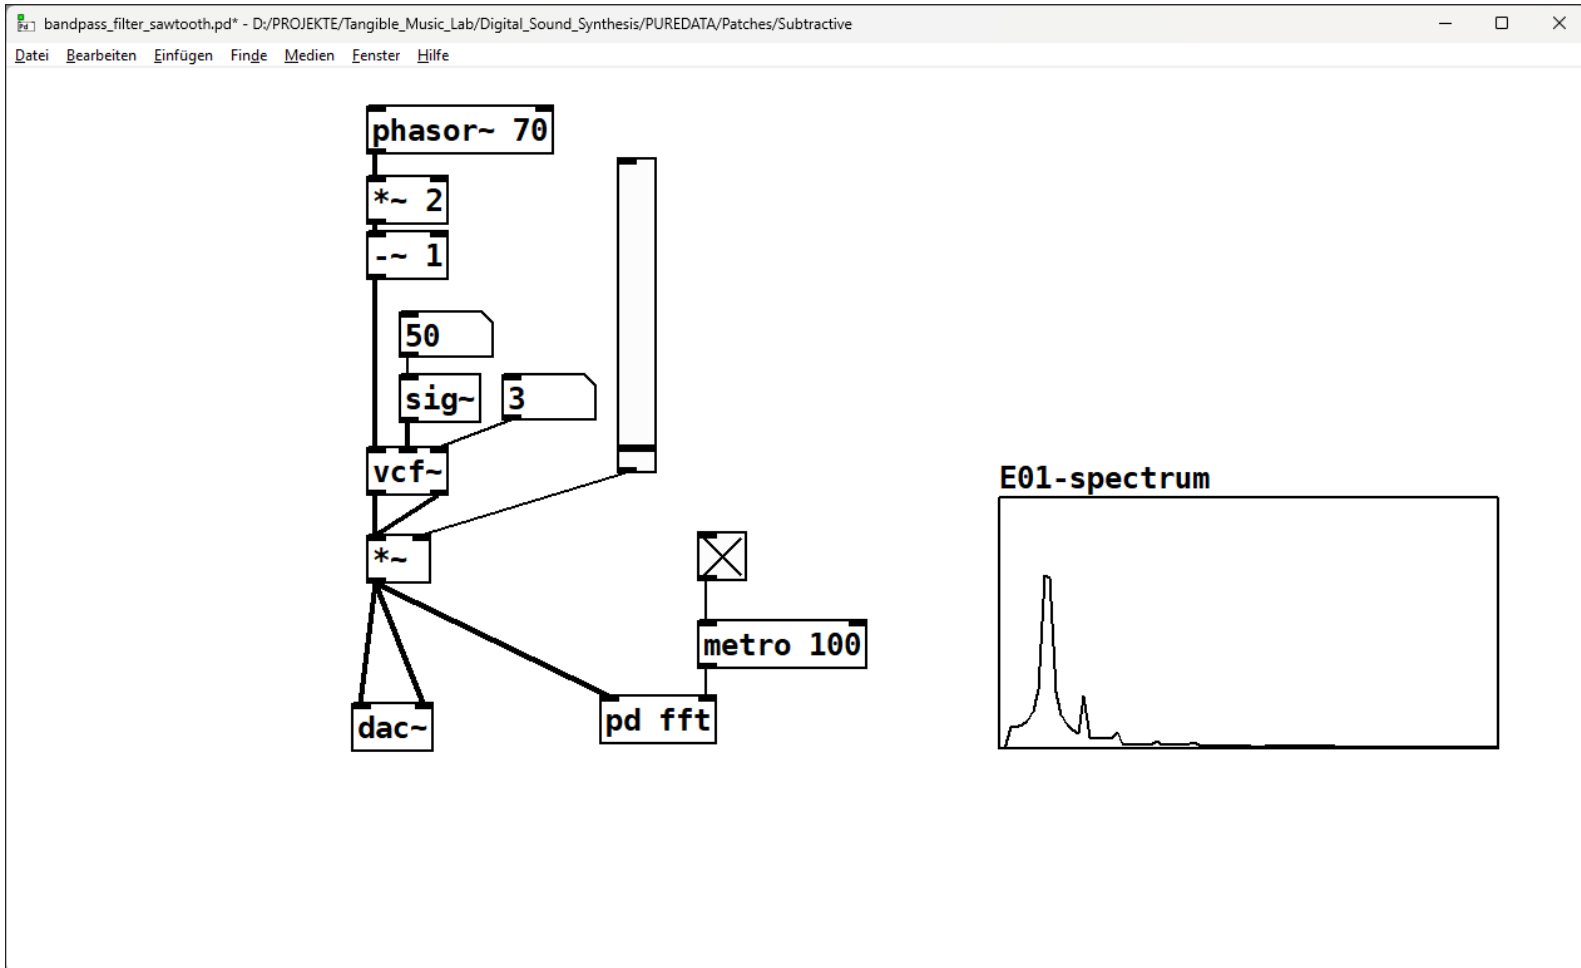 bandpass_filter_sawtooth.pd* - D:/PROJEKTE/Tangible_Music_Lab/Digital_Sound_Synthesis/PUREDATA/Patches/Subtractive
Datei Bearbeiten Einfügen Finde Medien Fenster Hilfe
phasor~ 70
*~ 2
-~ 1
50
sig~
3
vcf~
*~
metro 100
pd fft
dac~
E01-spectrum